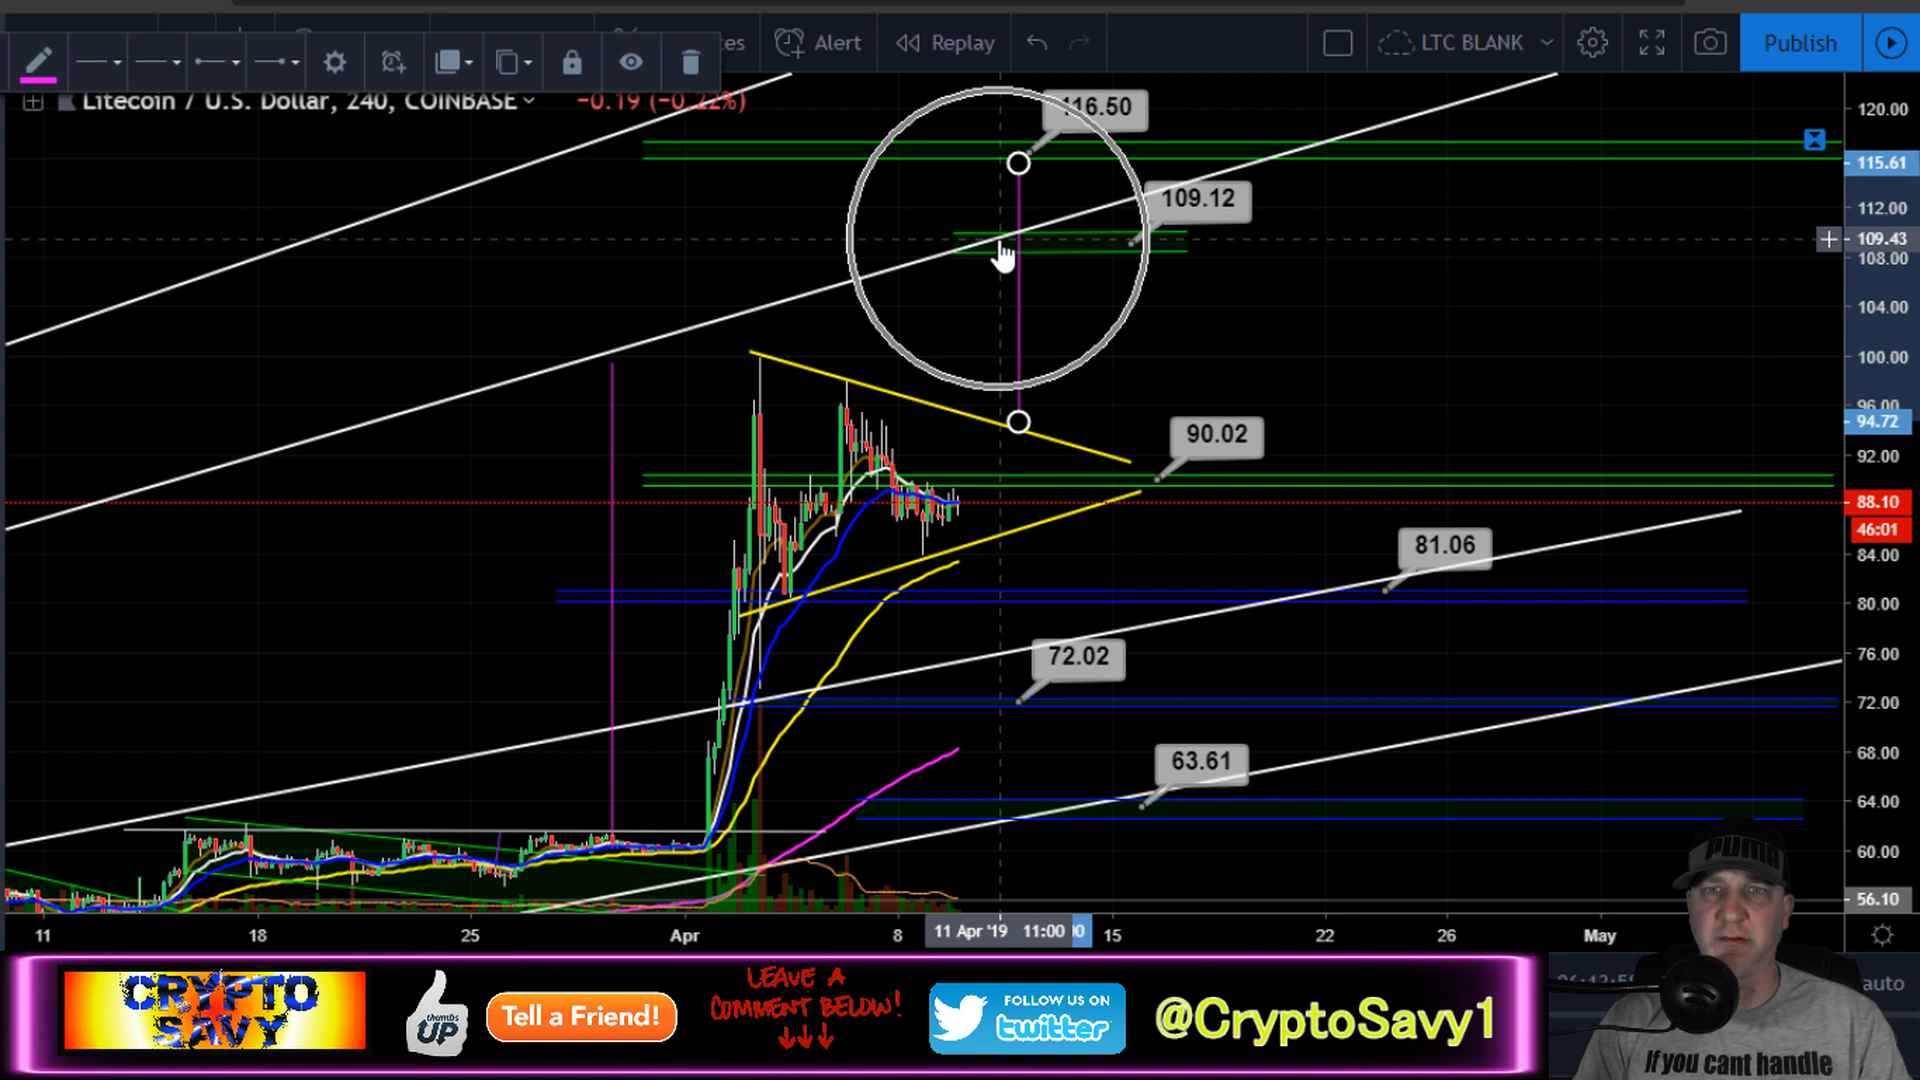 es
Alert
Replay
LTC BLANK
Publish
Litecoin / U.S. Dollar, 240, COINBASE
−0.19 (−0.22%)
116.50
109.12
90.02
81.06
72.02
63.61
120.00
115.61
112.00
109.43
108.00
104.00
100.00
96.00
94.72
92.00
88.10
46:01
84.00
80.00
76.00
72.00
68.00
64.00
60.00
56.10
11
18
25
Apr
8
11 Apr '19 11:00
15
22
26
May
auto
CRYPTO
SAVY
thumbs
UP
Tell a Friend!
LEAVE A
COMMENT BELOW!
FOLLOW US ON
twitter
@CryptoSavy1
PUMA
If you cant handle